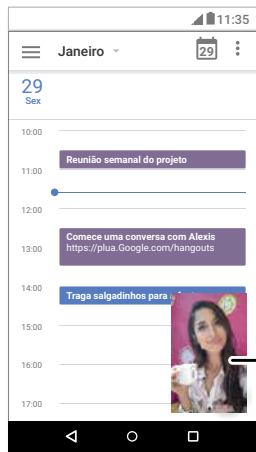 11:35
Janeiro
29
29
Sex
10:00
Reunião semanal do projeto
11:00
12:00
Comece uma conversa com Alexis
https://plua.Google.com/hangouts
13:00
14:00
Traga salgadinhos para
15:00
16:00
17:00